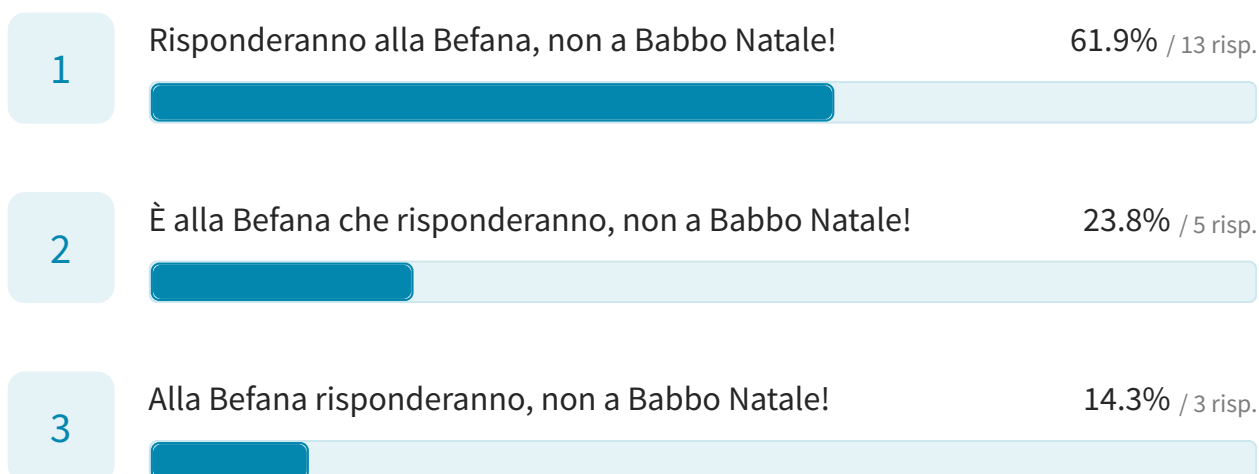 1
Risponderanno alla Befana, non a Babbo Natale! 61.9% / 13 risp.
2
È alla Befana che risponderanno, non a Babbo Natale! 23.8% / 5 risp.
3
Alla Befana risponderanno, non a Babbo Natale! 14.3% / 3 risp.